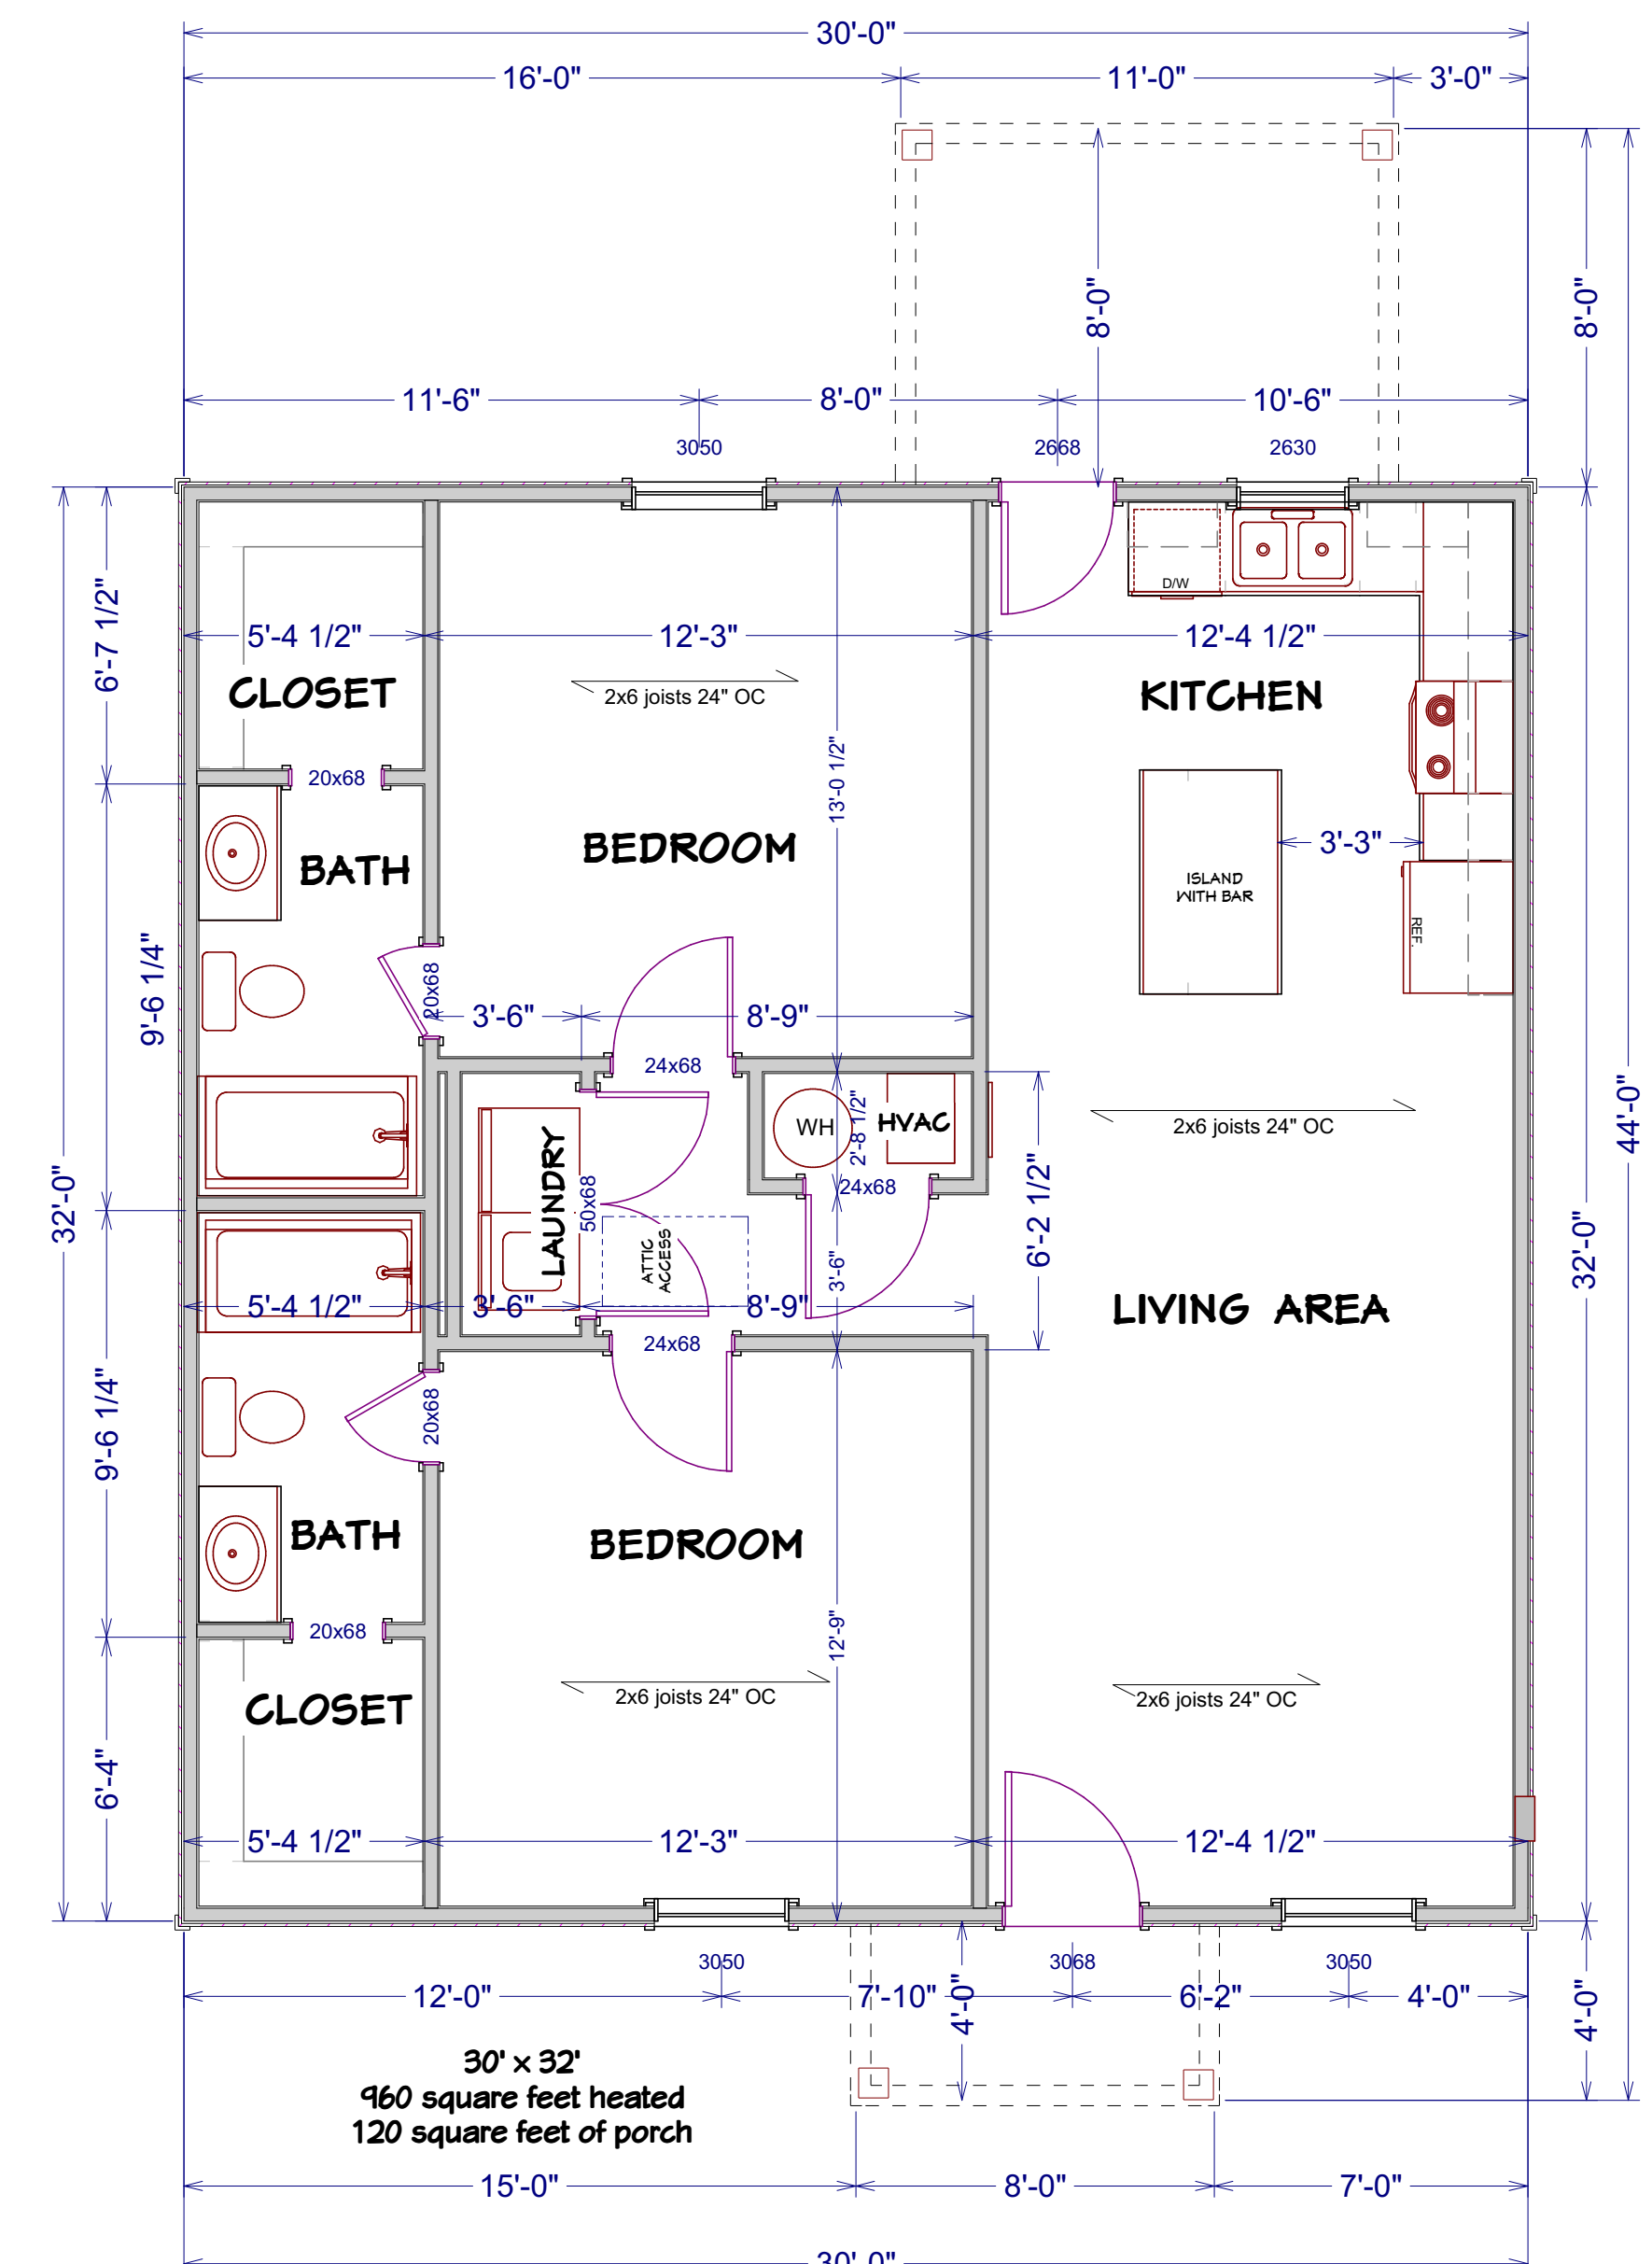 30'-0"
16'-0" 11'-0" 3'-0"
8'-0" 8'-0"
11'-6" 8'-0" 10'-6"
3050 2668 2630
D/W
6'-7 1/2"
5'-4 1/2" 12'-3" 12'-4 1/2"
CLOSET 2x6 joists 24" OC KITCHEN
20x68 13'-0 1/2"
BATH BEDROOM 3'-3"
ISLAND
WITH BAR
REF.
9'-6 1/4"
20x68
3'-6" 8'-9"
24x68
WH 2'-8 1/2" HVAC
2x6 joists 24" OC
44'-0"
LAUNDRY
50x68
24x68
32'-0"
6'-2 1/2"
ATTIC
ACCESS
3'-6"
32'-0"
5'-4 1/2" 3'-6" 8'-9" LIVING AREA
24x68
20x68
9'-6 1/4"
BATH BEDROOM
20x68
12'-9"
2x6 joists 24" OC 2x6 joists 24" OC
CLOSET
6'-4"
5'-4 1/2" 12'-3" 12'-4 1/2"
3050 3068 3050
12'-0" 7'-10" 4'-0" 6'-2" 4'-0" 4'-0"
30' x 32'
960 square feet heated
120 square feet of porch
15'-0" 8'-0" 7'-0"
30'-0"